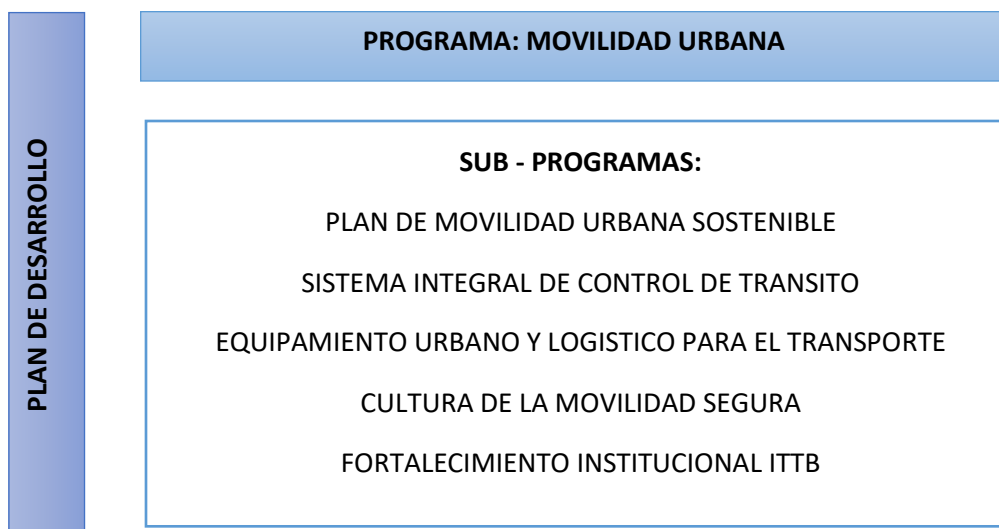 PROGRAMA: MOVILIDAD URBANA
PLAN DE DESARROLLO
SUB - PROGRAMAS:
PLAN DE MOVILIDAD URBANA SOSTENIBLE
SISTEMA INTEGRAL DE CONTROL DE TRANSITO
EQUIPAMIENTO URBANO Y LOGISTICO PARA EL TRANSPORTE
CULTURA DE LA MOVILIDAD SEGURA
FORTALECIMIENTO INSTITUCIONAL ITTB